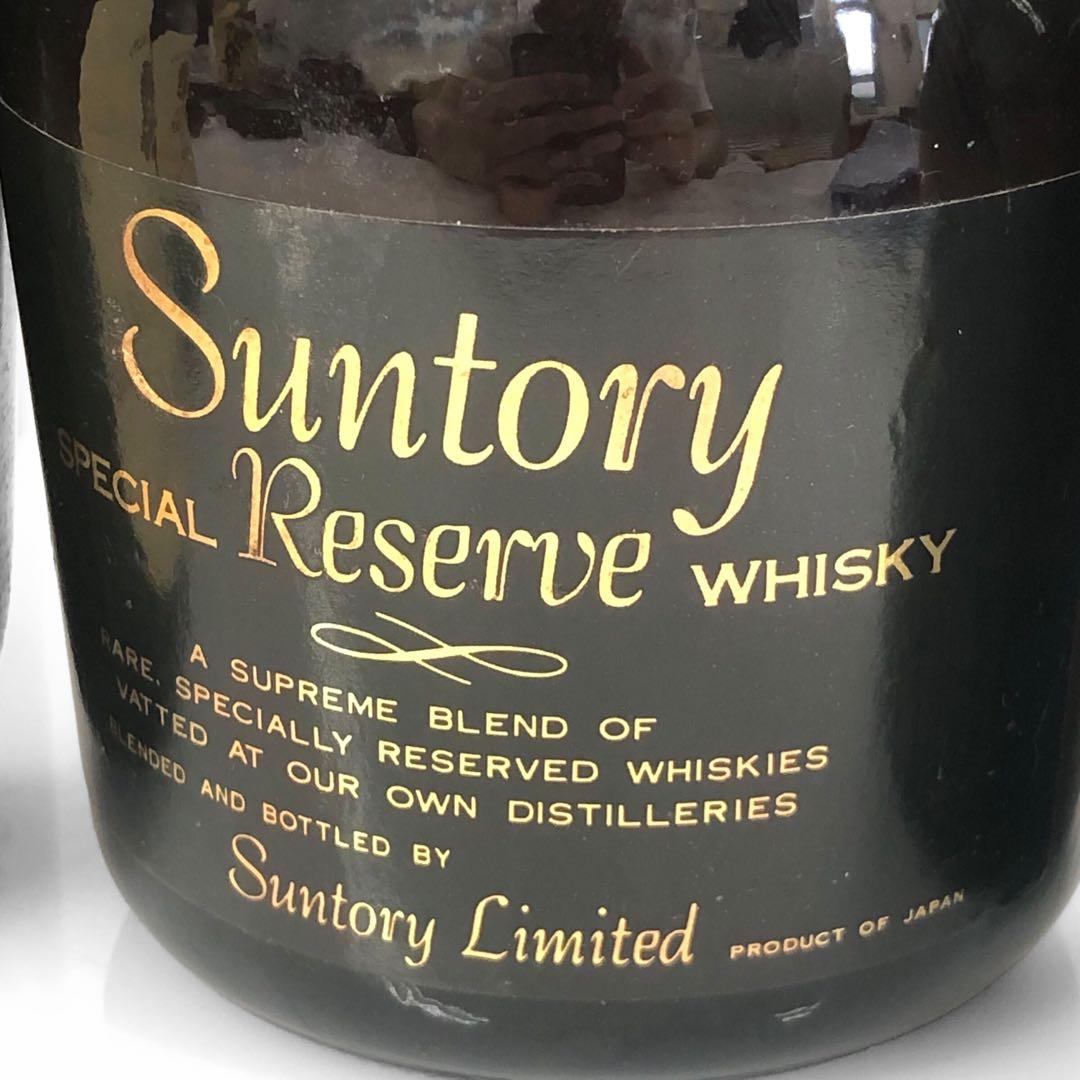 Suntory
SPECIAL Reserve WHISKY
A SUPREME BLEND OF
RARE, SPECIALLY RESERVED WHISKIES
VATTED AT OUR OWN DISTILLERIES
BLENDED AND BOTTLED BY
Suntory Limited PRODUCT OF JAPAN